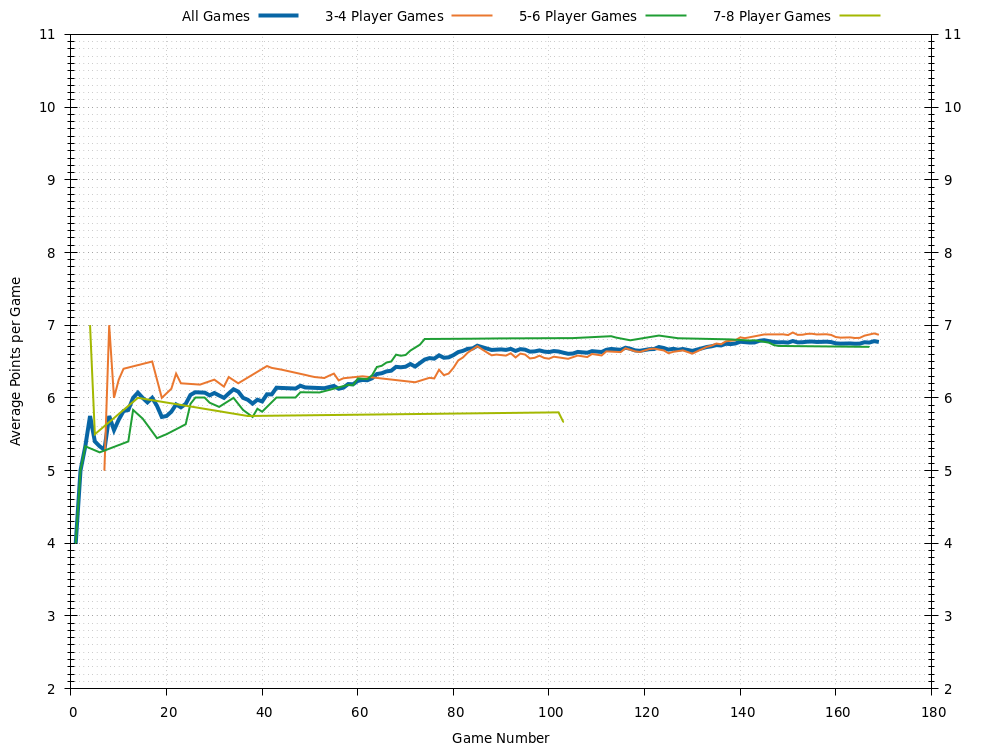 All Games 3-4 Player Games 5-6 Player Games 7-8 Player Games
11 11
10 10
9 9
8 8
7 7
6 6
5 5
4 4
3 3
2 2
Average Points per Game
0 20 40 60 80 100 120 140 160 180
Game Number